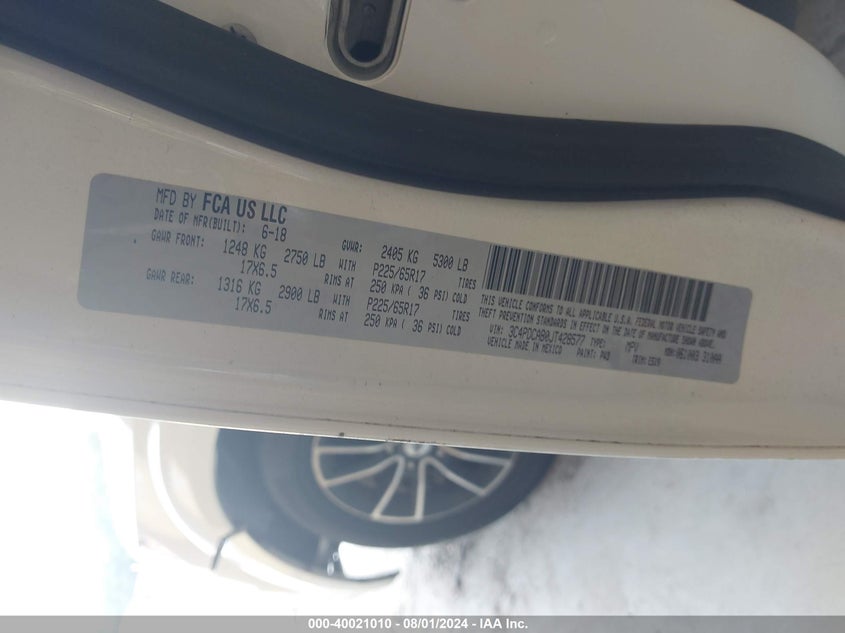 MFD BY FCA US LLC
DATE OF MFR(BUILT): 6-18
GVWR: 2405 KG 5300 LB
GAWR FRONT: 1248 KG 2750 LB WITH P225/65R17 TIRES
17X6.5 RIMS AT 250 KPA ( 36 PSI) COLD
GAWR REAR: 1316 KG 2900 LB WITH P225/65R17 TIRES
17X6.5 RIMS AT 250 KPA ( 36 PSI) COLD
THIS VEHICLE CONFORMS TO ALL APPLICABLE U.S.A. FEDERAL MOTOR VEHICLE SAFETY AND
THEFT PREVENTION STANDARDS IN EFFECT ON THE DATE OF MANUFACTURE SHOWN ABOVE.
VIN: 3C4PDCAB0JT428577 TYPE: MPV
VEHICLE MADE IN MEXICO PAINT: TRIM:
000-40021010 - 08/01/2024 - IAA Inc.